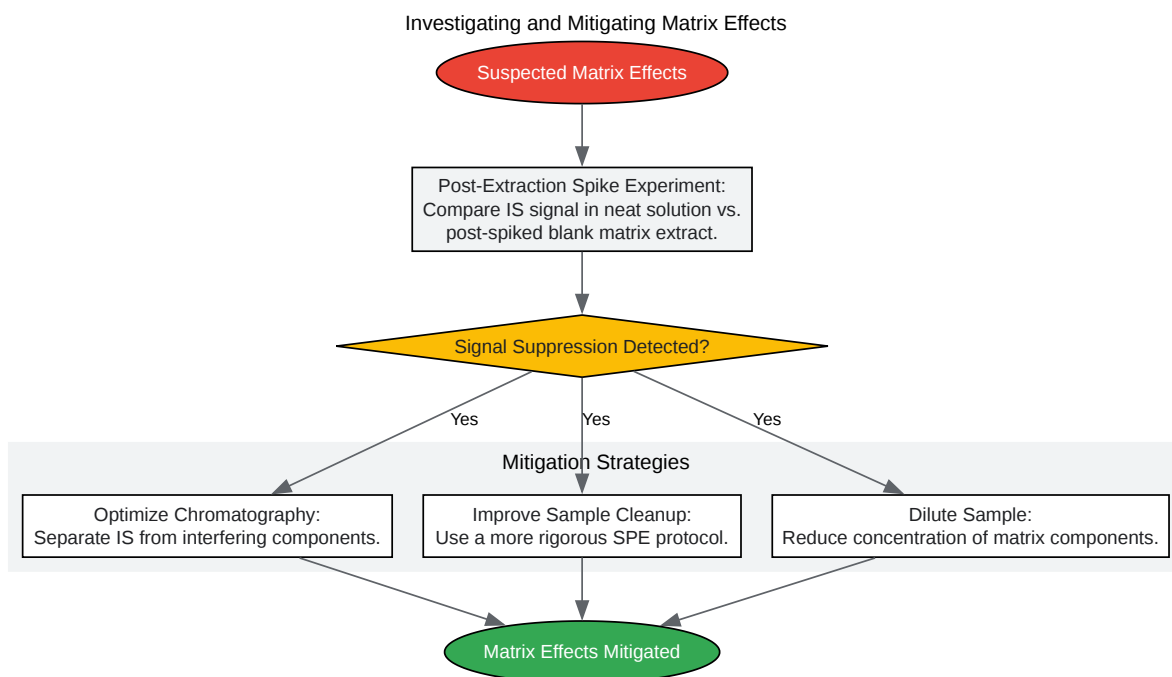 Investigating and Mitigating Matrix Effects
Suspected Matrix Effects
Post-Extraction Spike Experiment:
Compare IS signal in neat solution vs.
post-spiked blank matrix extract.
Signal Suppression Detected?
Yes
Yes
Yes
Mitigation Strategies
Optimize Chromatography:
Separate IS from interfering components.
Improve Sample Cleanup:
Use a more rigorous SPE protocol.
Dilute Sample:
Reduce concentration of matrix components.
Matrix Effects Mitigated